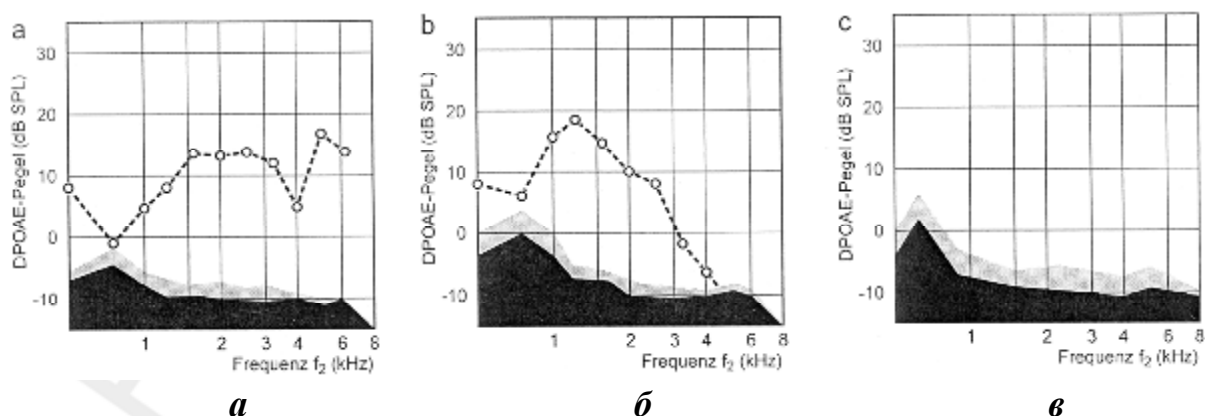 a
30
20
10
0
-10
DPOAE-Pegel (dB SPL)
1 2 3 4 6 8
Frequenz f2 (kHz)
b
30
20
10
0
-10
DPOAE-Pegel (dB SPL)
1 2 3 4 6 8
Frequenz f2 (kHz)
c
30
20
10
0
-10
DPOAE-Pegel (dB SPL)
1 2 3 4 6 8
Frequenz f2 (kHz)
а б в